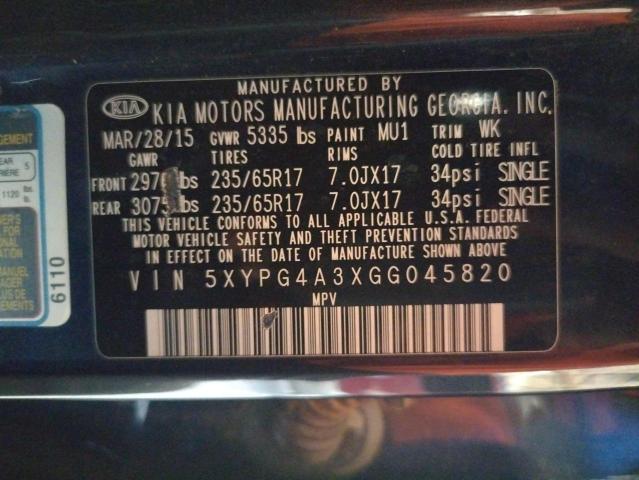 MANUFACTURED BY
KIA KIA MOTORS MANUFACTURING GEORGIA. INC.
MAR/28/15 GVWR 5335 lbs PAINT MU1 TRIM WK
GAWR TIRES RIMS COLD TIRE INFL
FRONT lbs 235/65R17 7.0JX17 34psi SINGLE
REAR lbs 235/65R17 7.0JX17 34psi SINGLE
THIS VEHICLE CONFORMS TO ALL APPLICABLE U.S.A. FEDERAL
MOTOR VEHICLE SAFETY AND THEFT PREVENTION STANDARDS
IN EFFECT ON THE DATE OF MANUFACTURE SHOWN ABOVE
VIN 5XYPG4A3XGG045820
MPV
5
1120 lbs.
6110